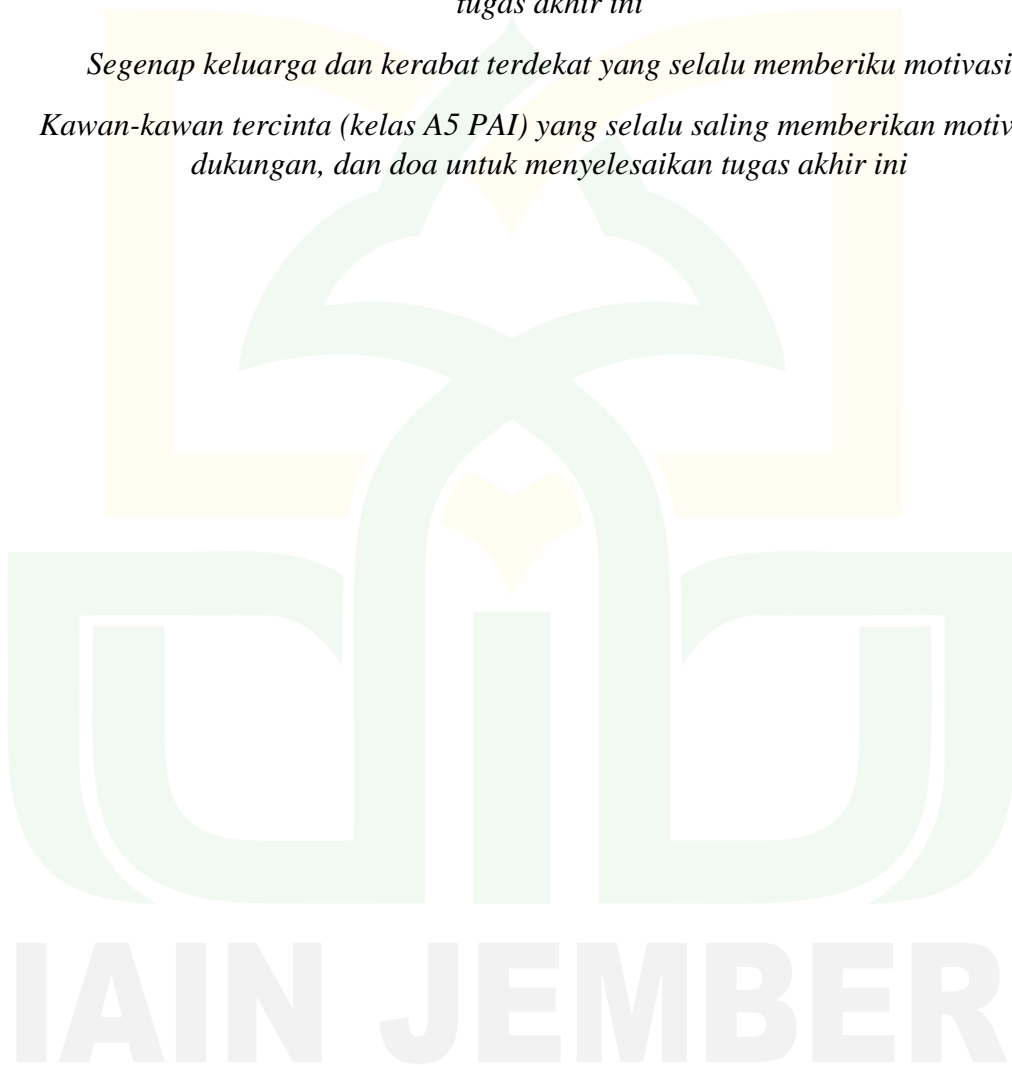 tugas akhir ini
Segenap keluarga dan kerabat terdekat yang selalu memberiku motivasi
Kawan-kawan tercinta (kelas A5 PAI) yang selalu saling memberikan motiv
dukungan, dan doa untuk menyelesaikan tugas akhir ini
IAIN JEMBER